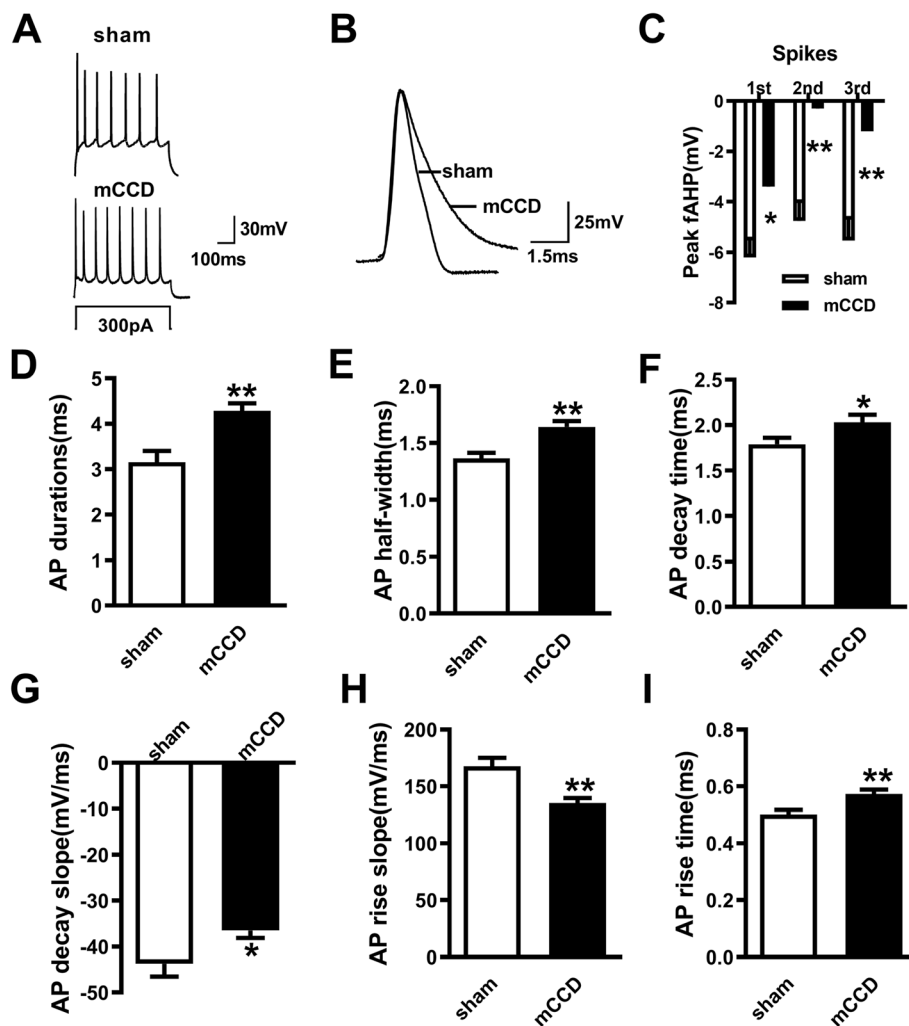 A
sham
mCCD
30mV
100ms
300pA
B
sham
mCCD
25mV
1.5ms
C
Spikes
1st 2nd 3rd
0
-2
-4
-6
-8
Peak fAHP(mV)
**
**
*
sham
mCCD
D
AP durations(ms)
5
4
3
2
1
0
**
sham
mCCD
E
AP half-width(ms)
2.0
1.5
1.0
0.5
0.0
**
sham
mCCD
F
AP decay time(ms)
2.5
2.0
1.5
1.0
0.5
0.0
*
sham
mCCD
G
sham
mCCD
AP decay slope(mV/ms)
0
-10
-20
-30
-40
-50
*
H
AP rise slope(mV/ms)
200
150
100
50
0
**
sham
mCCD
I
AP rise time(ms)
0.8
0.6
0.4
0.2
0.0
**
sham
mCCD